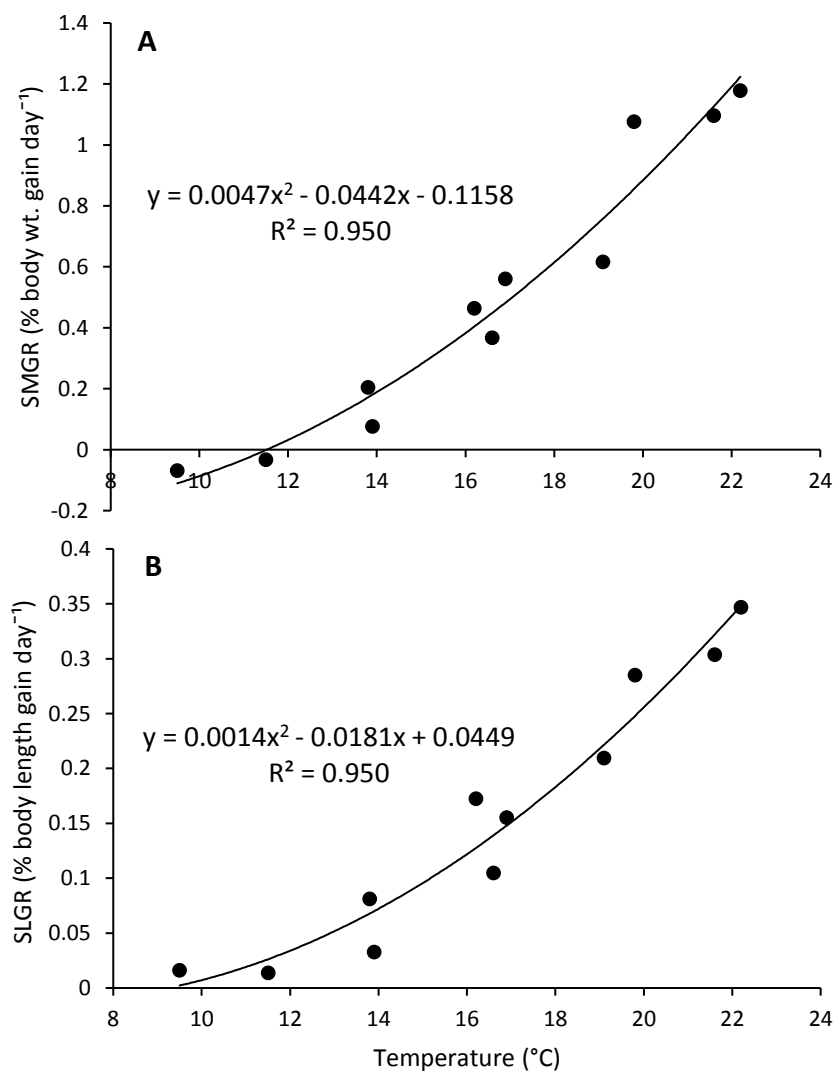 A
1.4
1.2
1
0.8
0.6
0.4
0.2
0
-0.2
SMGR (% body wt. gain day⁻¹)
y = 0.0047x² - 0.0442x - 0.1158
R² = 0.950
8 10 12 14 16 18 20 22 24
B
0.4
0.35
0.3
0.25
0.2
0.15
0.1
0.05
0
SLGR (% body length gain day⁻¹)
y = 0.0014x² - 0.0181x + 0.0449
R² = 0.950
8 10 12 14 16 18 20 22 24
Temperature (°C)